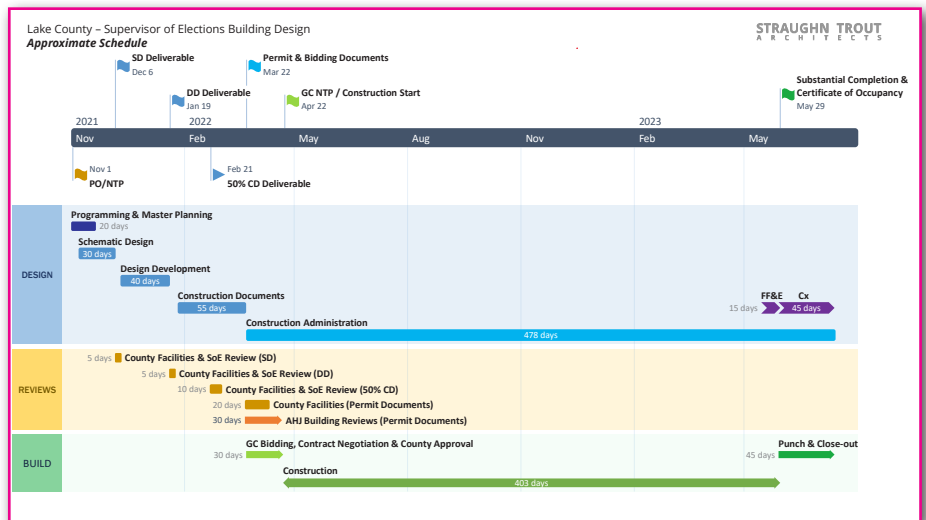 Lake County – Supervisor of Elections Building Design
Approximate Schedule
STRAUGHN TROUT
ARCHITECTS
SD Deliverable
Dec 6
Permit & Bidding Documents
Mar 22
DD Deliverable
Jan 19
GC NTP / Construction Start
Apr 22
Substantial Completion &
Certificate of Occupancy
May 29
2021 2022 2023
Nov Feb May Aug Nov Feb May
Nov 1
PO/NTP
Feb 21
50% CD Deliverable
DESIGN
Programming & Master Planning
20 days
Schematic Design
30 days
Design Development
40 days
Construction Documents
55 days
FF&E Cx
15 days 45 days
Construction Administration
478 days
REVIEWS
5 days County Facilities & SoE Review (SD)
5 days County Facilities & SoE Review (DD)
10 days County Facilities & SoE Review (50% CD)
20 days County Facilities (Permit Documents)
30 days AHJ Building Reviews (Permit Documents)
BUILD
GC Bidding, Contract Negotiation & County Approval
30 days
Punch & Close-out
45 days
Construction
403 days